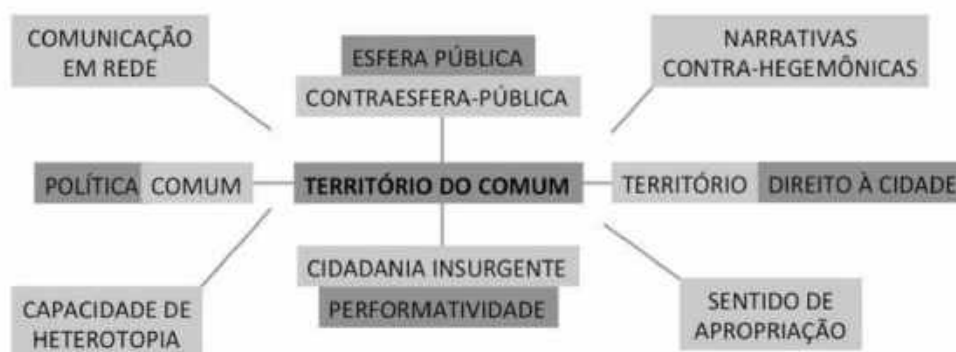 COMUNICAÇÃO
EM REDE
ESFERA PÚBLICA
CONTRAESFERA-PÚBLICA
NARRATIVAS
CONTRA-HEGEMÔNICAS
POLÍTICA COMUM
TERRITÓRIO DO COMUM
TERRITÓRIO DIREITO À CIDADE
CIDADANIA INSURGENTE
PERFORMATIVIDADE
CAPACIDADE DE
HETEROTOPIA
SENTIDO DE
APROPRIAÇÃO